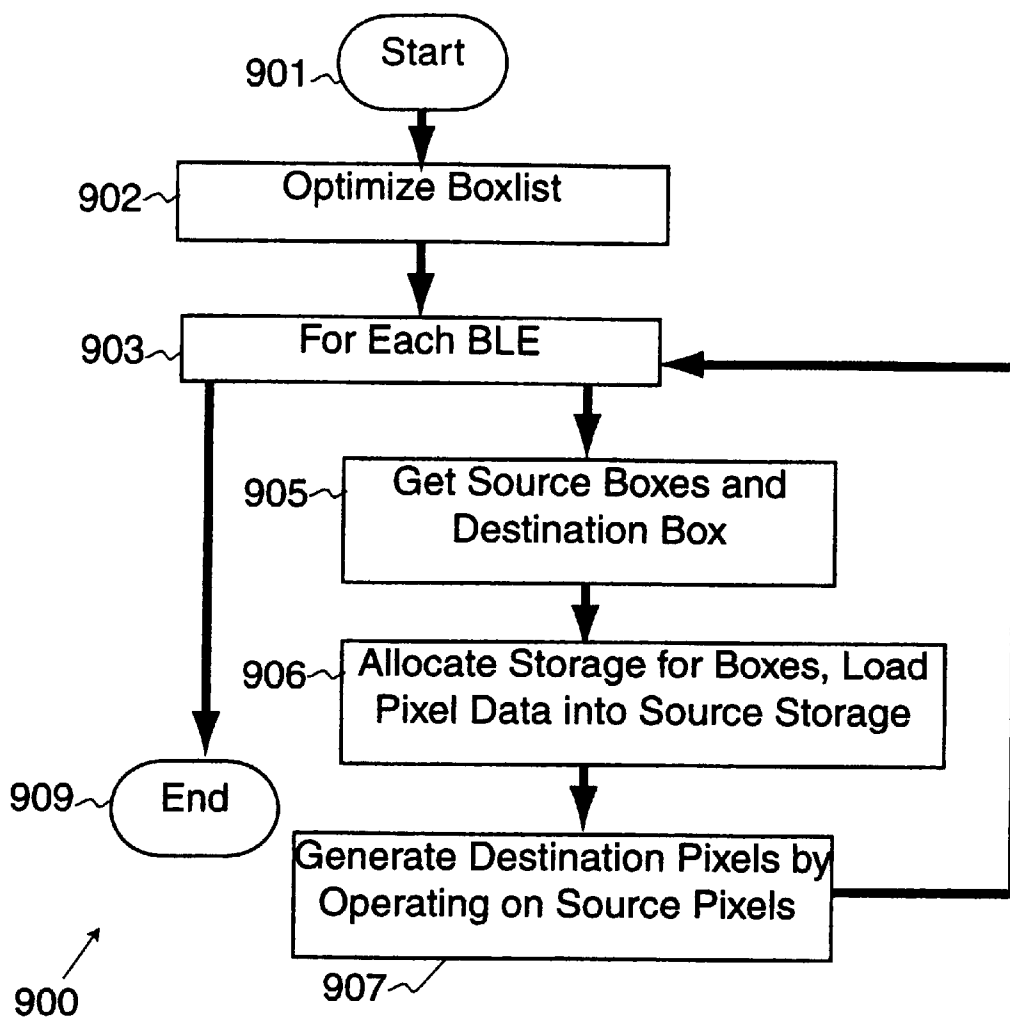 Start
901
Optimize Boxlist
902
For Each BLE
903
Get Source Boxes and
Destination Box
905
Allocate Storage for Boxes, Load
Pixel Data into Source Storage
906
End
909
Generate Destination Pixels by
Operating on Source Pixels
907
900